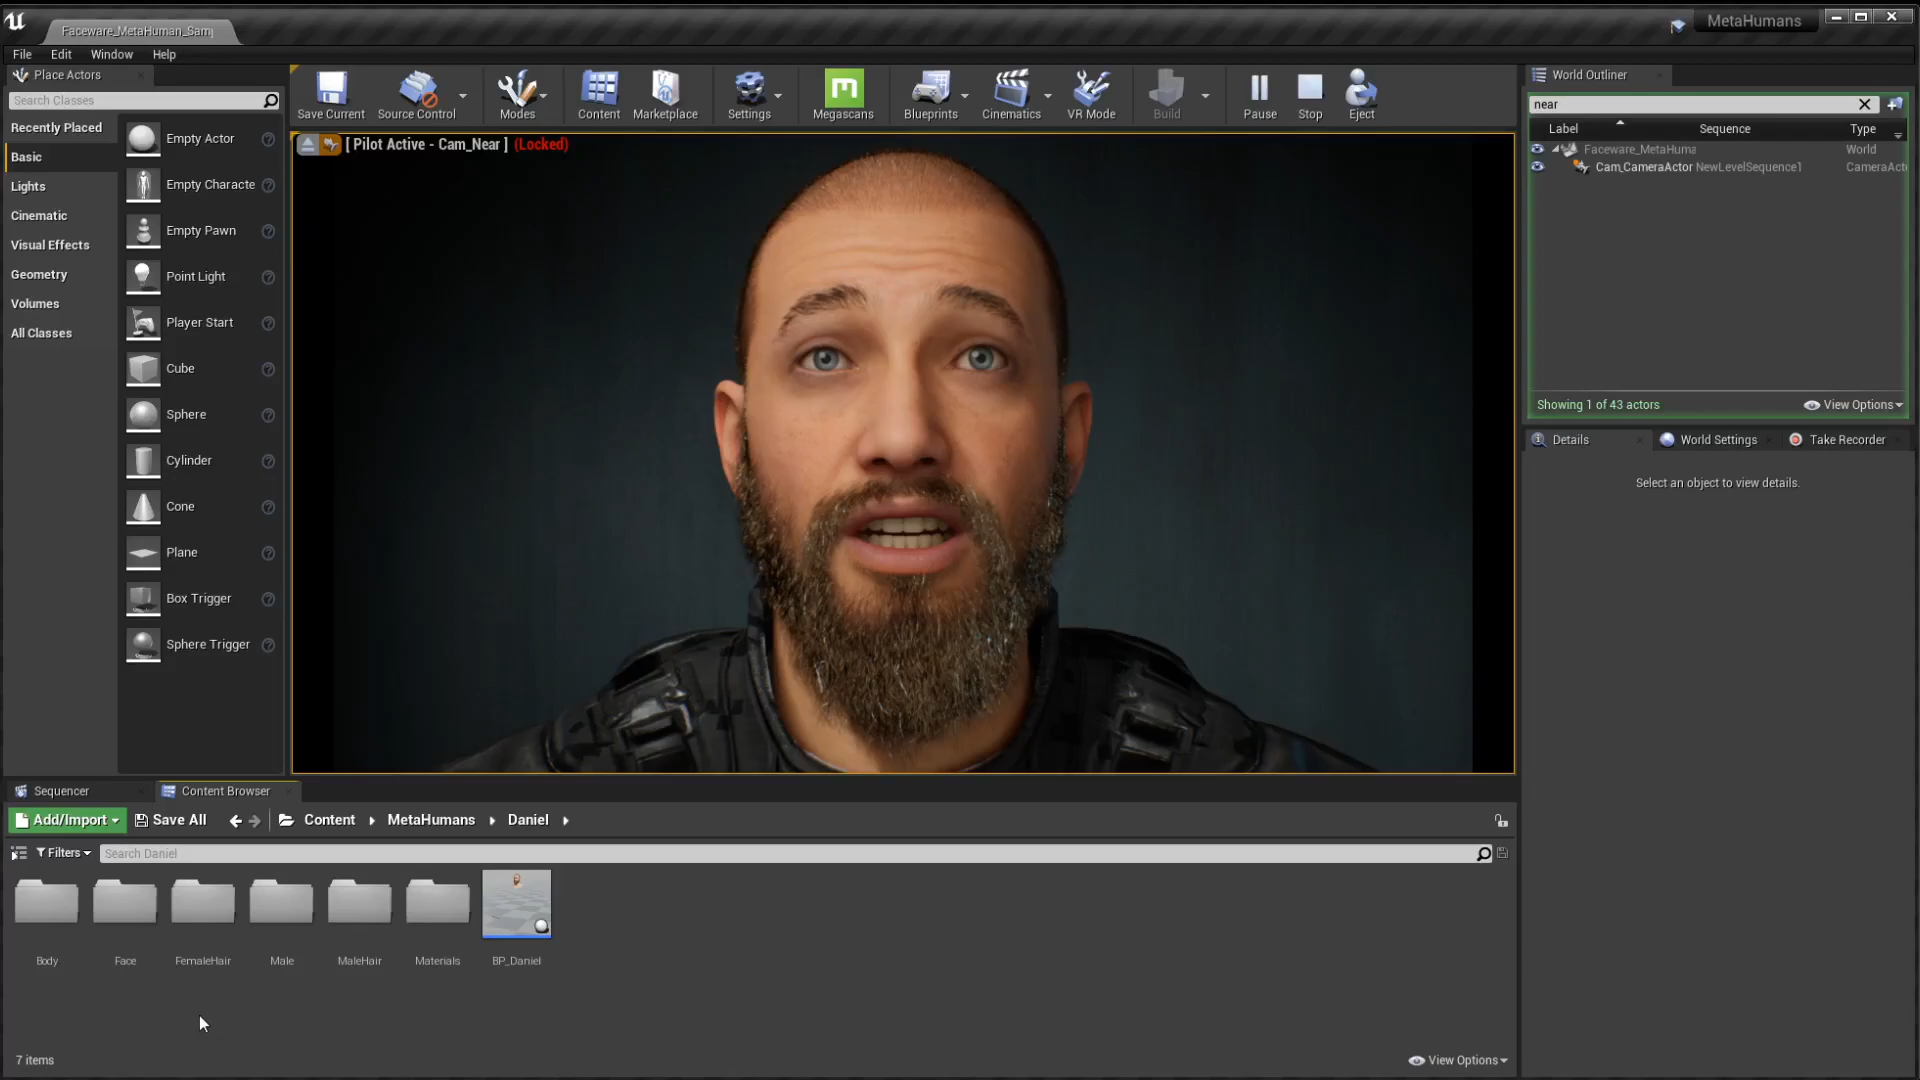 Faceware_MetaHuman_Samp
MetaHumans
File Edit Window Help
Place Actors
Search Classes
Recently Placed
Basic
Lights
Cinematic
Visual Effects
Geometry
Volumes
All Classes
Empty Actor
Empty Characte
Empty Pawn
Point Light
Player Start
Cube
Sphere
Cylinder
Cone
Plane
Box Trigger
Sphere Trigger
Save Current Source Control Modes Content Marketplace Settings Megascans Blueprints Cinematics VR Mode Build Pause Stop Eject
[ Pilot Active - Cam_Near ] (Locked)
World Outliner
near
Label Sequence Type
Faceware_MetaHuma World
Cam_CameraActor NewLevelSequence1 CameraAct
Showing 1 of 43 actors View Options
Details World Settings Take Recorder
Select an object to view details.
Sequencer Content Browser
Add/Import Save All Content MetaHumans Daniel
Filters Search Daniel
Body Face FemaleHair Male MaleHair Materials BP_Daniel
7 items View Options